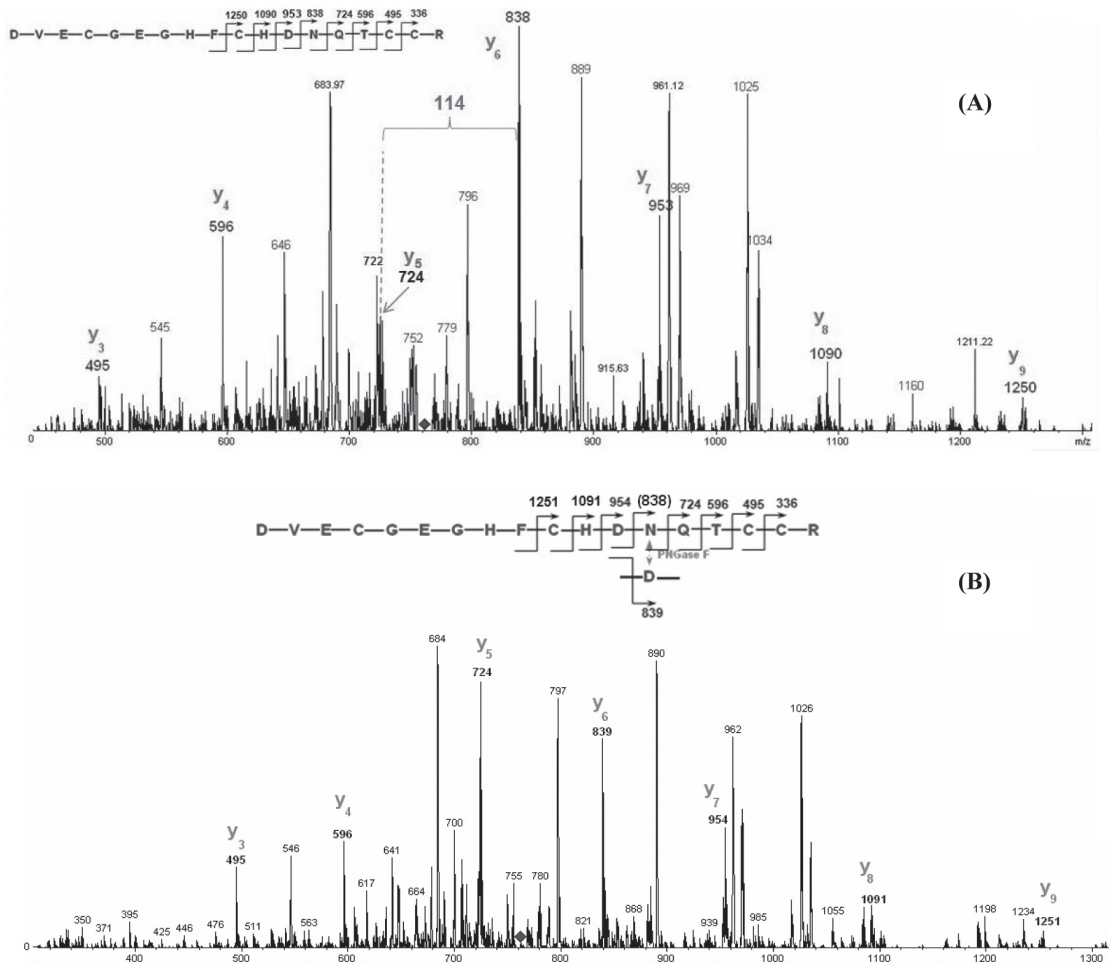 1250 1090 953 838 724 596 495 336
D—V—E—C—G—E—G—H—F—C—H—D—N—Q—T—C—C—R
838
y6
889
683.97
961.12
1025
(A)
114
y7
953
969
y4
596
796
646
722
y5
724
1034
545
752
779
y8
1090
y3
495
915.63
1211.22
y9
1250
1160
0 500 600 700 800 900 1000 1100 1200 m/z
1251 1091 954 (838) 724 596 495 336
D—V—E—C—G—E—G—H—F—C—H—D—N—Q—T—C—C—R
PNGase F
D
(B)
839
684
y5
724
890
797
y6
839
1026
962
y4
596
700
y7
954
y3
495
546
641
y8
1091
617
664
755
780
y9
1251
350
371
395
425
446
476
511
563
821
868
939
985
1055
1198
1234
0 400 500 600 700 800 900 1000 1100 1200 1300